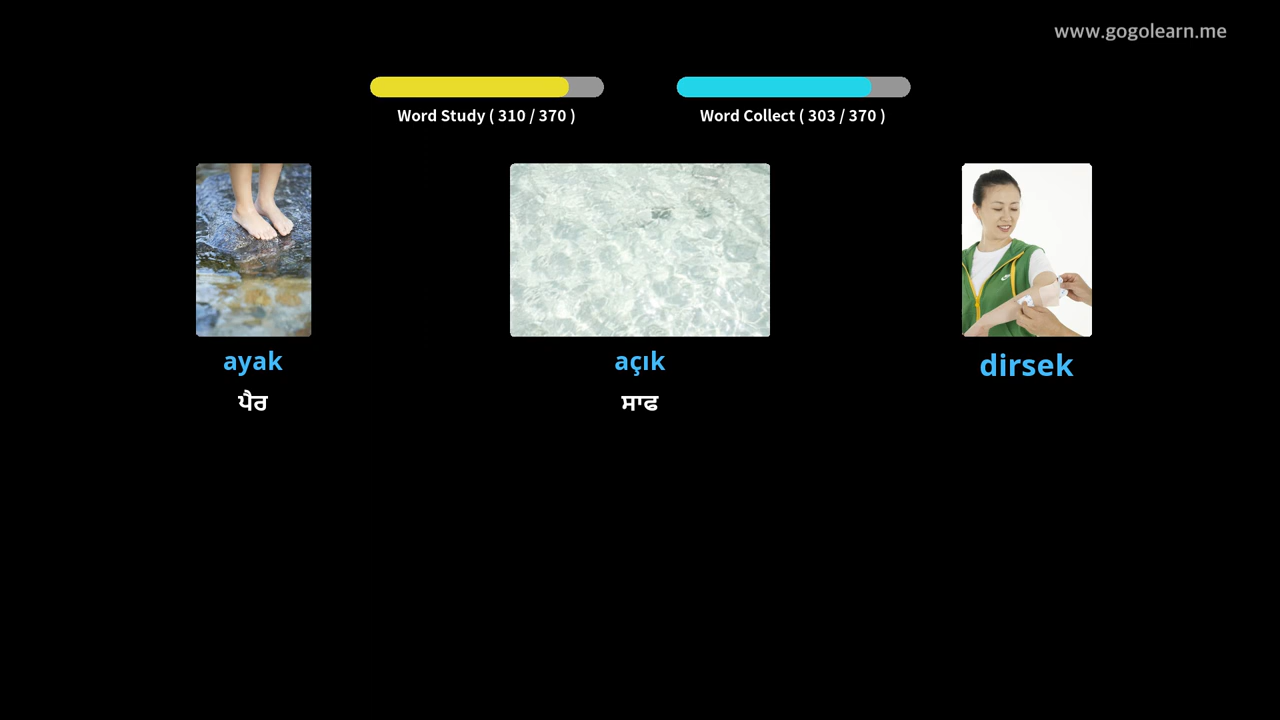 www.gogolearn.me
Word Study ( 310 / 370 )
Word Collect ( 303 / 370 )
ayak
açık
dirsek
ਪੈਰ
ਸਾਫ